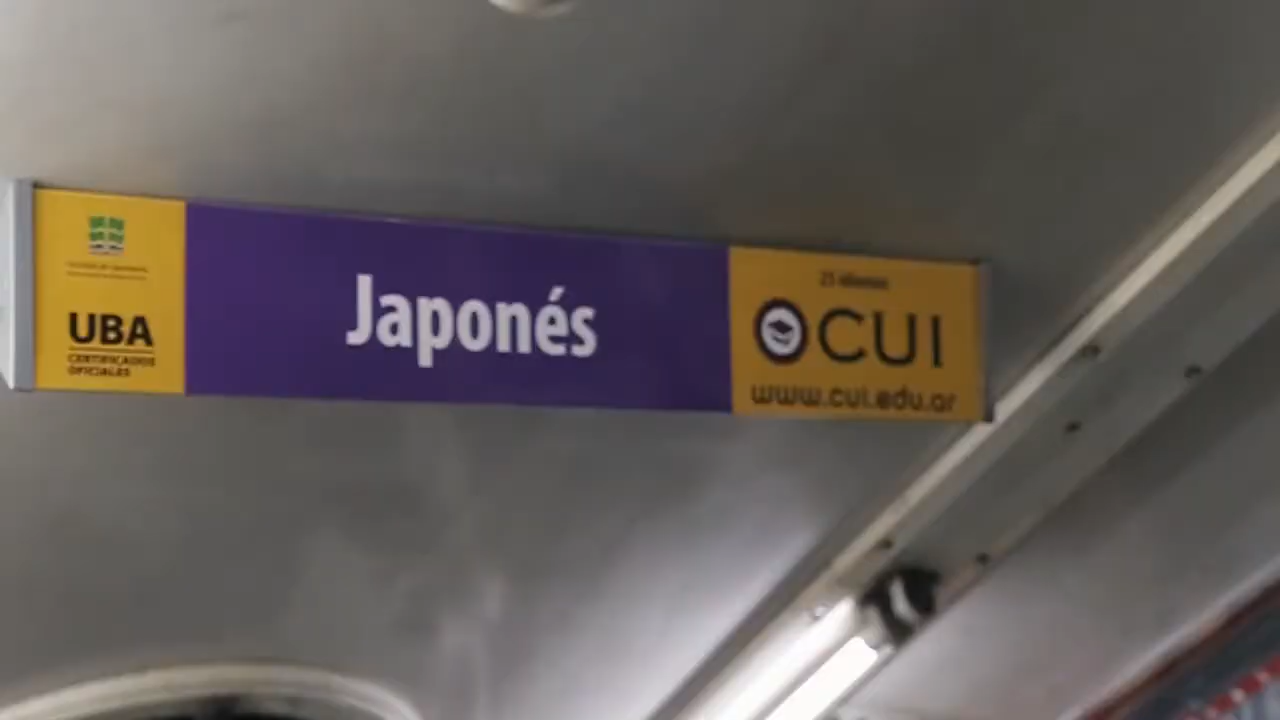 UBA
CERTIFICADOS
OFICIALES
Japonés
CUI
www.cui.edu.ar